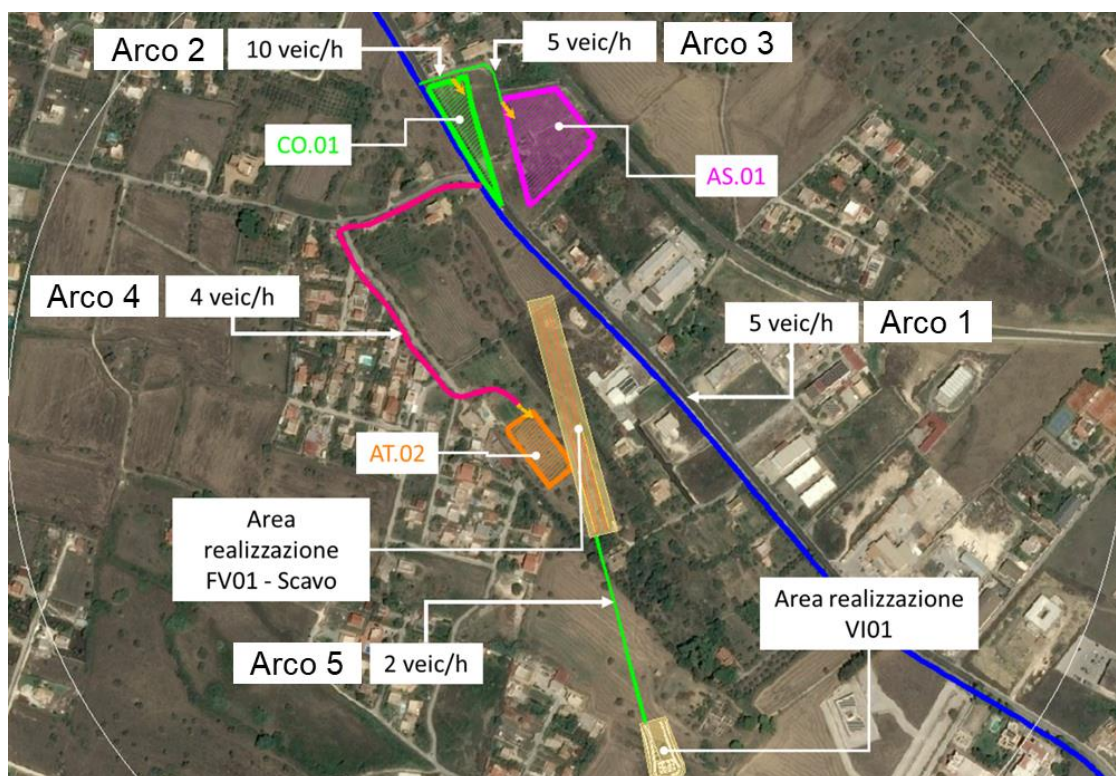 Arco 2
10 veic/h
5 veic/h
Arco 3
CO.01
AS.01
Arco 4
4 veic/h
5 veic/h
Arco 1
AT.02
Area
realizzazione
FV01 - Scavo
Area realizzazione
VI01
Arco 5
2 veic/h